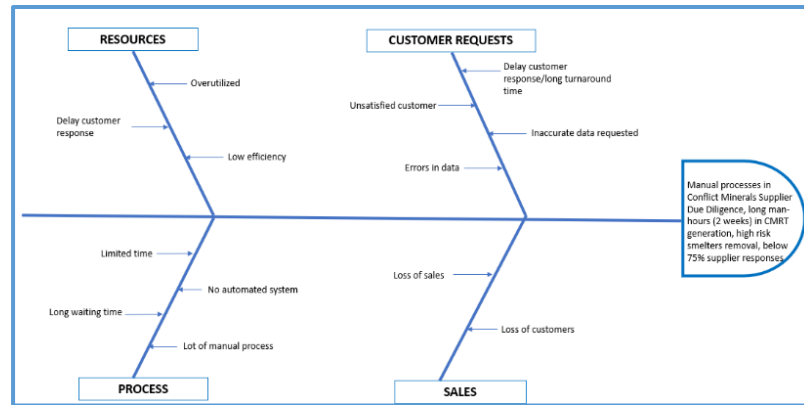 RESOURCES
CUSTOMER REQUESTS
Overutilized
Delay customer
response
Low efficiency
Delay customer
response/long turnaround
time
Unsatisfied customer
Inaccurate data requested
Errors in data
Manual processes in
Conflict Minerals Supplier
Due Diligence, long man-
hours (2 weeks) in CMRT
generation, high risk
smelters removal, below
75% supplier responses
Limited time
No automated system
Long waiting time
Lot of manual process
Loss of sales
Loss of customers
PROCESS
SALES